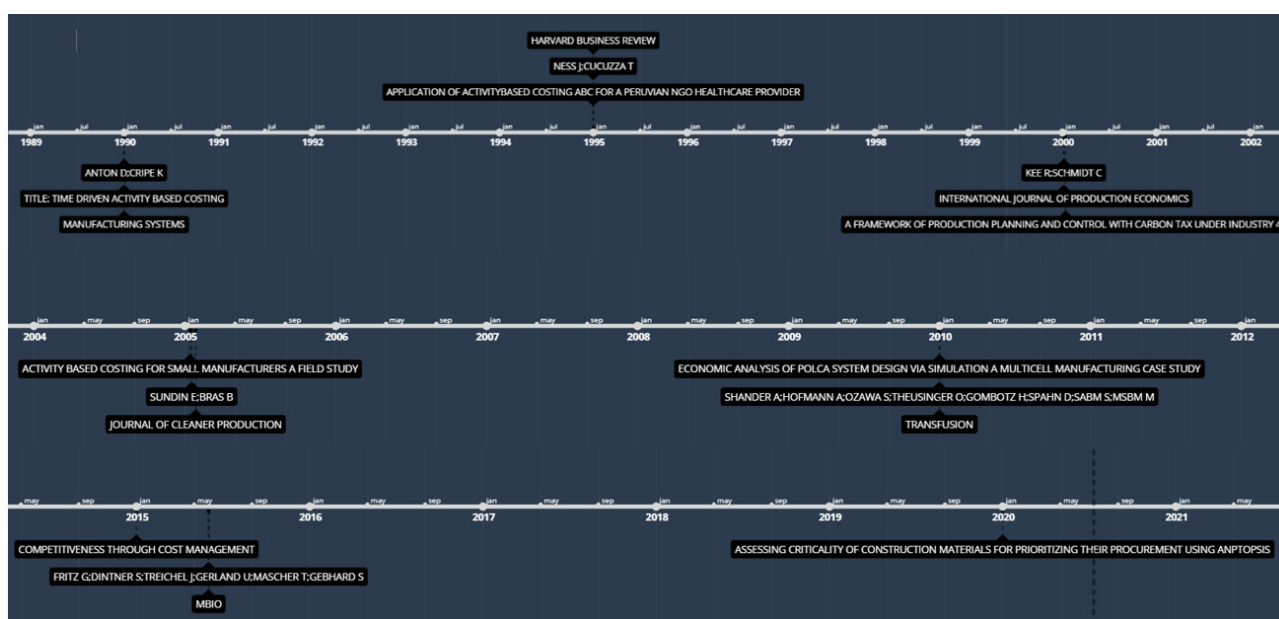 HARVARD BUSINESS REVIEW
NESS J;CUCUZZA T
APPLICATION OF ACTIVITYBASED COSTING ABC FOR A PERUVIAN NGO HEALTHCARE PROVIDER
jan jul jan jul jan jul jan jul jan jul jan jul jan jul jan jul jan jul jan jul jan jul jan jul jan jul jan
1989 1990 1991 1992 1993 1994 1995 1996 1997 1998 1999 2000 2001 2002
ANTON D;CRIPE K KEE R;SCHMIDT C
TITLE: TIME DRIVEN ACTIVITY BASED COSTING INTERNATIONAL JOURNAL OF PRODUCTION ECONOMICS
MANUFACTURING SYSTEMS A FRAMEWORK OF PRODUCTION PLANNING AND CONTROL WITH CARBON TAX UNDER INDUSTRY 4
jan may sep jan may sep jan may sep jan may sep jan may sep jan may sep jan may sep jan may sep jan
2004 2005 2006 2007 2008 2009 2010 2011 2012
ACTIVITY BASED COSTING FOR SMALL MANUFACTURERS A FIELD STUDY ECONOMIC ANALYSIS OF POLCA SYSTEM DESIGN VIA SIMULATION A MULTICELL MANUFACTURING CASE STUDY
SUNDIN E;BRAS B SHANDER A;HOFMANN A;OZAWA S;THEUSINGER O;GOMBOTZ H;SPAHN D;SABM S;MSBM M
JOURNAL OF CLEANER PRODUCTION TRANSFUSION
may sep jan may sep jan may sep jan may sep jan may sep jan may sep jan may sep jan may
2015 2016 2017 2018 2019 2020 2021
COMPETITIVENESS THROUGH COST MANAGEMENT ASSESSING CRITICALITY OF CONSTRUCTION MATERIALS FOR PRIORITIZING THEIR PROCUREMENT USING ANPTOPSIS
FRITZ G;DINTNER S;TREICHEL J;GERLAND U;MASCHER T;GEBHARD S
MBIO